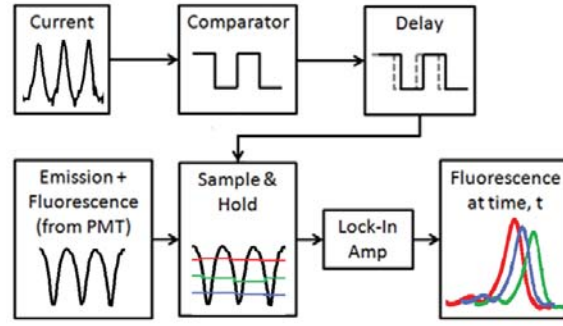 Current
Comparator
Delay
Emission +
Fluorescence
(from PMT)
Sample &
Hold
Lock-In
Amp
Fluorescence
at time, t